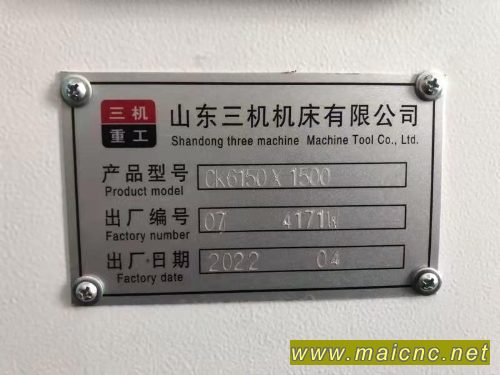 三机
重工
山东三机机床有限公司
Shandong three machine Machine Tool Co., Ltd.
产品型号 CK6150X1500
Product model
出厂编号 07
Factory number
出厂日期 2022 04
Factory date
www.maicnc.net